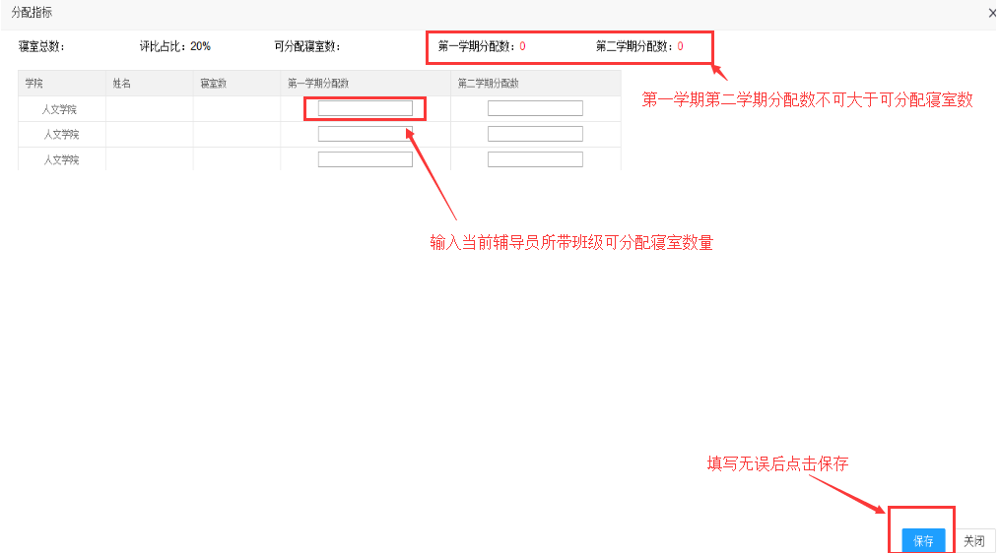 分配指标
寝室总数： 评比占比：20% 可分配寝室数： 第一学期分配数：0 第二学期分配数：0
第一学期第二学期分配数不可大于可分配寝室数
学院 姓名 寝室数 第一学期分配数 第二学期分配数
人文学院
人文学院
人文学院
输入当前辅导员所带班级可分配寝室数量
填写无误后点击保存
保存 关闭